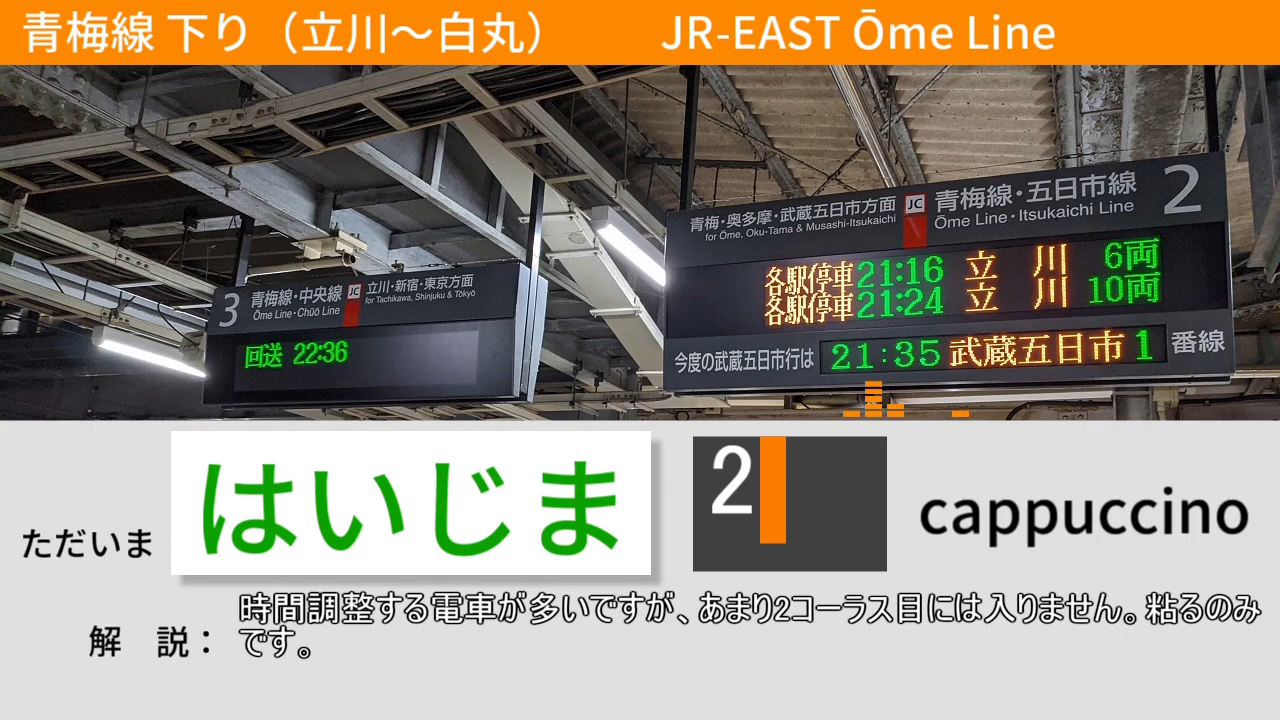 青梅線 下り（立川～白丸） JR-EAST Ōme Line
3 青梅線・中央線 JC 立川・新宿・東京方面
Ōme Line・Chūō Line for Tachikawa, Shinjuku & Tōkyō
回送 22:36
青梅・奥多摩・武蔵五日市方面 JC 青梅線・五日市線 2
for Ōme, Oku-Tama & Musashi-Itsukaichi Ōme Line・Itsukaichi Line
各駅停車 21:16 立川 6両
各駅停車 21:24 立川 10両
今度の武蔵五日市行は 21:35 武蔵五日市 1 番線
ただいま はいじま 2 cappuccino
解 説： 時間調整する電車が多いですが、あまり2コーラス目には入りません。粘るのみ
です。